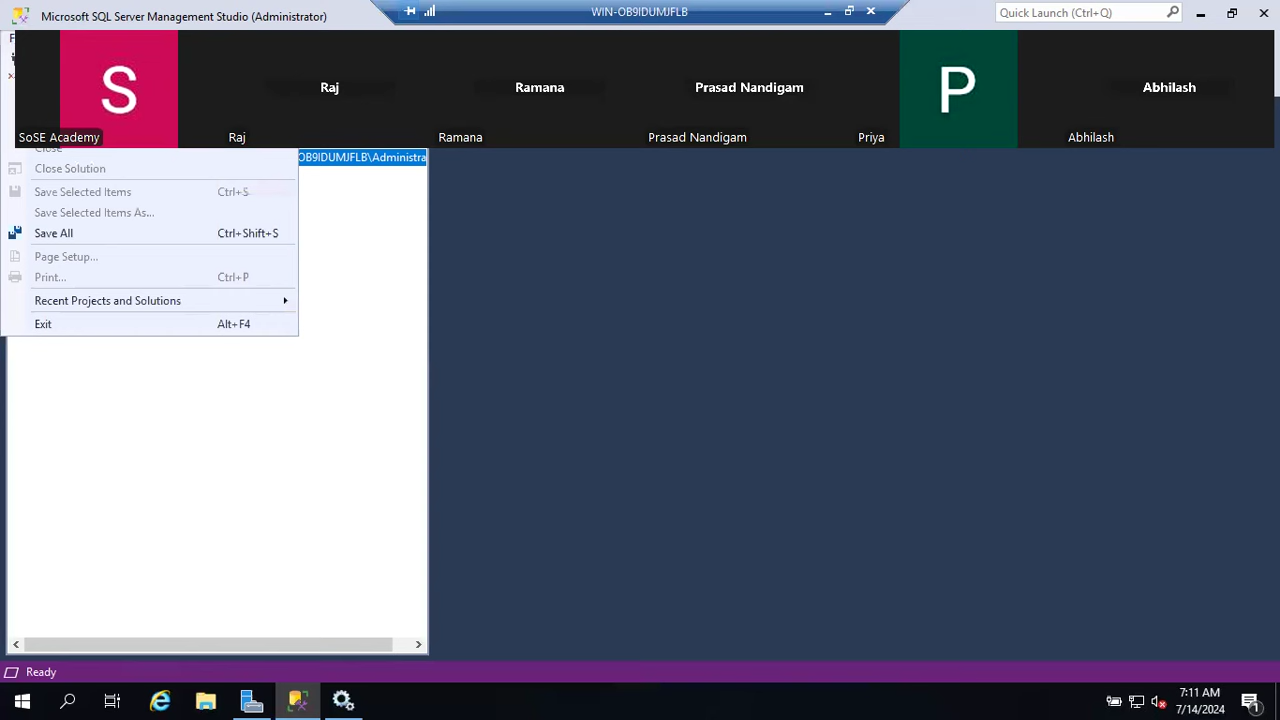 Microsoft SQL Server Management Studio (Administrator)
WIN-OB9IDUMJFLB
Quick Launch (Ctrl+Q)
S
Raj
Ramana
Prasad Nandigam
P
Abhilash
SoSE Academy
Raj
Ramana
Prasad Nandigam
Priya
Abhilash
Close
OB9IDUMJFLB\Administra
Close Solution
Save Selected Items Ctrl+S
Save Selected Items As...
Save All Ctrl+Shift+S
Page Setup...
Print... Ctrl+P
Recent Projects and Solutions
Exit Alt+F4
Ready
7:11 AM
7/14/2024
1